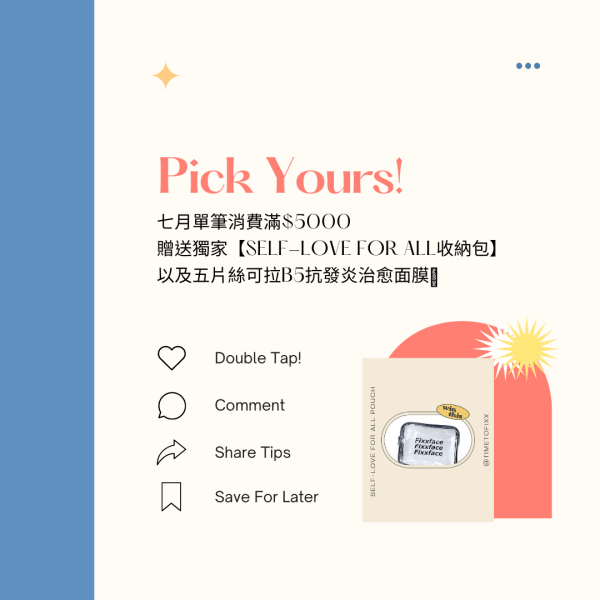 Pick Yours!
七月單筆消費滿$5000
贈送獨家【SELF-LOVE FOR ALL收納包】
以及五片絲可拉B5抗發炎治愈面膜
Double Tap!
Comment
Share Tips
Save For Later
SELF-LOVE FOR ALL POUCH
win this
Fixxface
Fixxface
Fixxface
@TIMETOFIXX